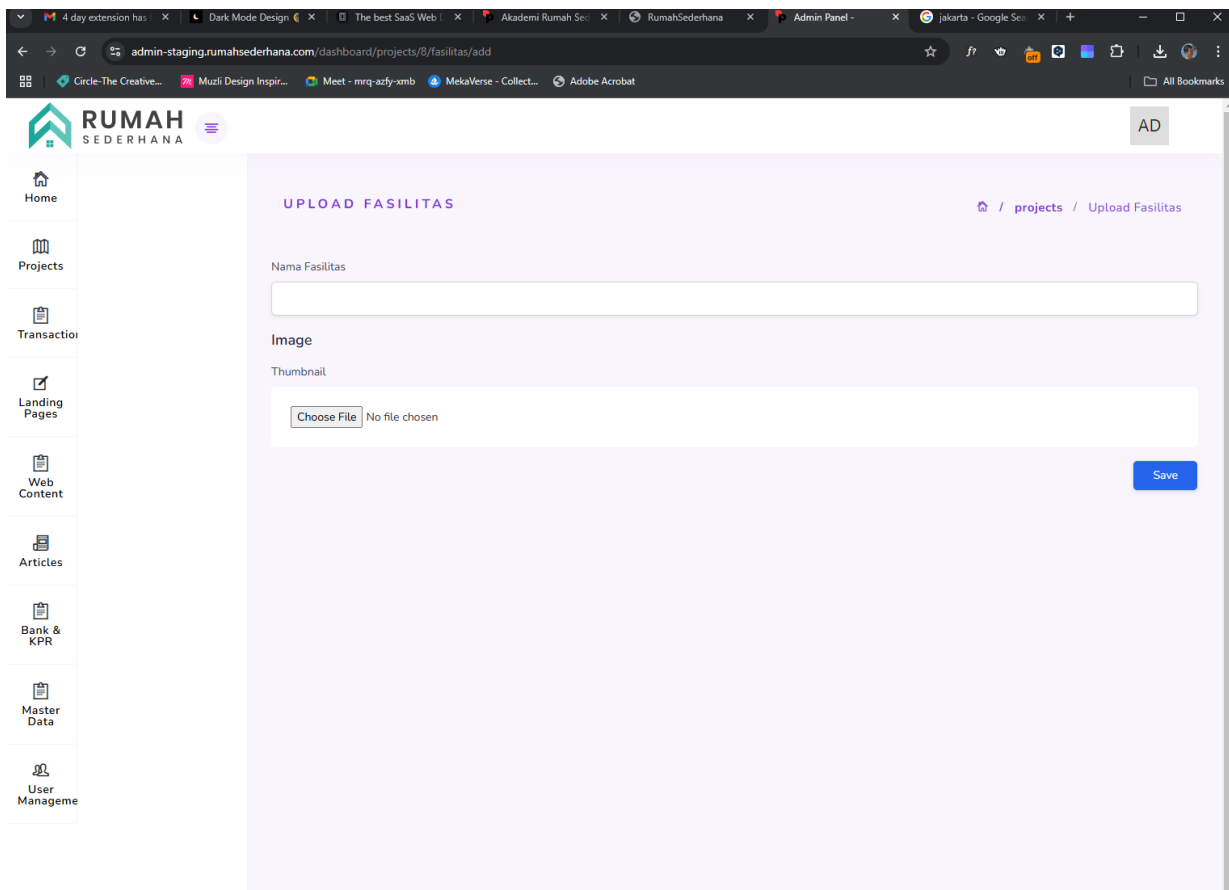 4 day extension has
Dark Mode Design
The best SaaS Web
Akademi Rumah Sed
RumahSederhana
Admin Panel -
jakarta - Google Sea
admin-staging.rumahsederhana.com/dashboard/projects/8/fasilitas/add
f?
off
Circle-The Creative...
Muzli Design Inspir...
Meet - mrq-azfy-xmb
MekaVerse - Collect...
Adobe Acrobat
All Bookmarks
RUMAH
SEDERHANA
AD
Home
Projects
Transaction
Landing
Pages
Web
Content
Articles
Bank &
KPR
Master
Data
User
Manageme
UPLOAD FASILITAS
/ projects / Upload Fasilitas
Nama Fasilitas
Image
Thumbnail
Choose File No file chosen
Save